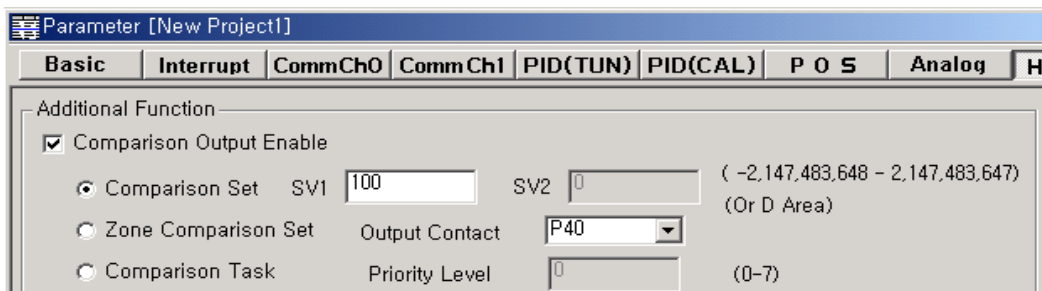 Parameter [New Project1]
Basic Interrupt CommCh0 CommCh1 PID(TUN) PID(CAL) P O S Analog H
Additional Function
Comparison Output Enable
Comparison Set SV1 100 SV2 0 ( -2,147,483,648 - 2,147,483,647)
(Or D Area)
Zone Comparison Set Output Contact P40
Comparison Task Priority Level 0 (0-7)